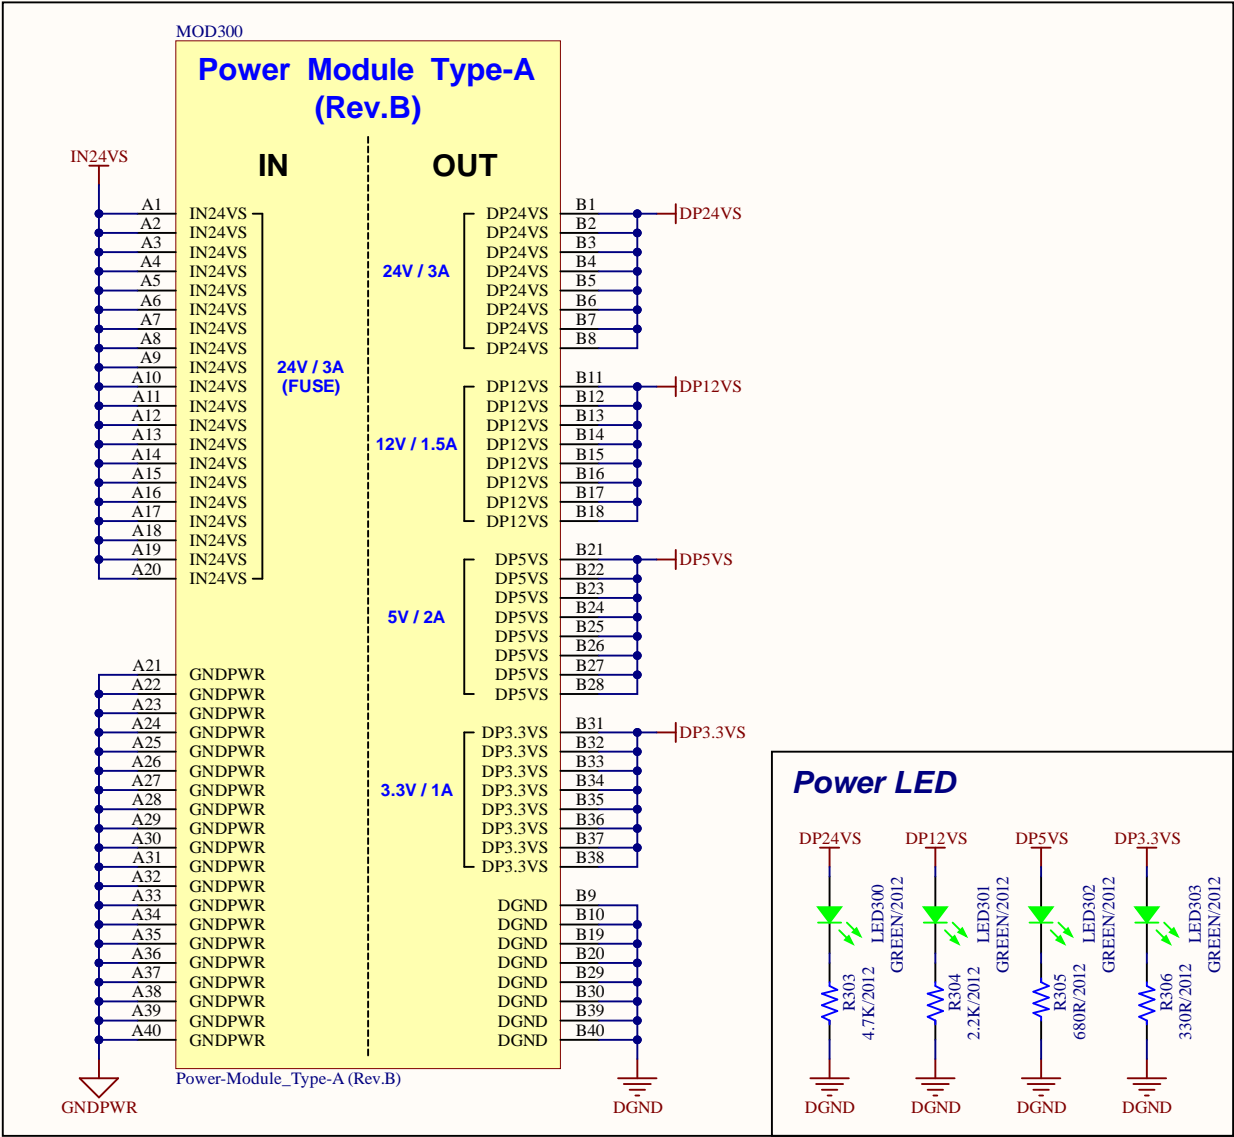 MOD300
Power Module Type-A
(Rev.B)
IN OUT
IN24VS
A1 IN24VS DP24VS B1 DP24VS
A2 IN24VS DP24VS B2
A3 IN24VS DP24VS B3
A4 IN24VS 24V / 3A DP24VS B4
A5 IN24VS DP24VS B5
A6 IN24VS DP24VS B6
A7 IN24VS DP24VS B7
A8 IN24VS DP24VS B8
A9 IN24VS 24V / 3A
A10 IN24VS (FUSE) DP12VS B11 DP12VS
A11 IN24VS DP12VS B12
A12 IN24VS DP12VS B13
A13 IN24VS 12V / 1.5A DP12VS B14
A14 IN24VS DP12VS B15
A15 IN24VS DP12VS B16
A16 IN24VS DP12VS B17
A17 IN24VS DP12VS B18
A18 IN24VS
A19 IN24VS DP5VS B21 DP5VS
A20 IN24VS DP5VS B22
DP5VS B23
5V / 2A DP5VS B24
DP5VS B25
DP5VS B26
A21 GNDPWR DP5VS B27
A22 GNDPWR DP5VS B28
A23 GNDPWR
A24 GNDPWR DP3.3VS B31 DP3.3VS
A25 GNDPWR DP3.3VS B32
A26 GNDPWR DP3.3VS B33
A27 GNDPWR 3.3V / 1A DP3.3VS B34
A28 GNDPWR DP3.3VS B35
A29 GNDPWR DP3.3VS B36
A30 GNDPWR DP3.3VS B37
A31 GNDPWR DP3.3VS B38
A32 GNDPWR
A33 GNDPWR DGND B9
A34 GNDPWR DGND B10
A35 GNDPWR DGND B19
A36 GNDPWR DGND B20
A37 GNDPWR DGND B29
A38 GNDPWR DGND B30
A39 GNDPWR DGND B39
A40 GNDPWR DGND B40
Power-Module_Type-A (Rev.B)
GNDPWR DGND
Power LED
DP24VS DP12VS DP5VS DP3.3VS
LED300
GREEN/2012
LED301
GREEN/2012
LED302
GREEN/2012
LED303
GREEN/2012
R303
4.7K/2012
R304
2.2K/2012
R305
680R/2012
R306
330R/2012
DGND DGND DGND DGND